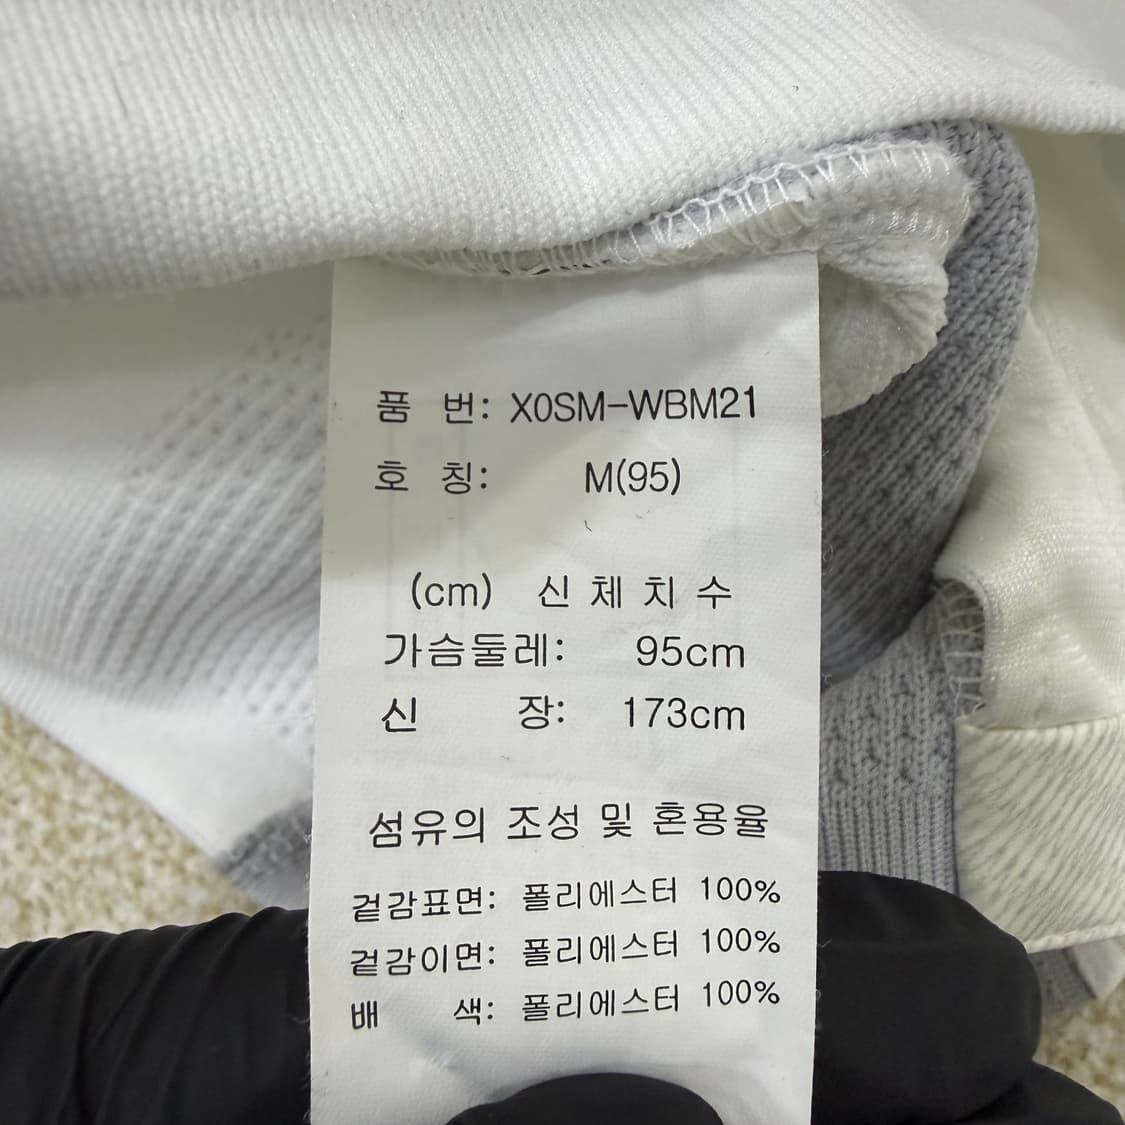 품 번: X0SM-WBM21
호 칭: M(95)
(cm) 신 체 치 수
가슴둘레: 95cm
신 장: 173cm
섬유의 조성 및 혼용율
겉감표면: 폴리에스터 100%
겉감이면: 폴리에스터 100%
배 색: 폴리에스터 100%